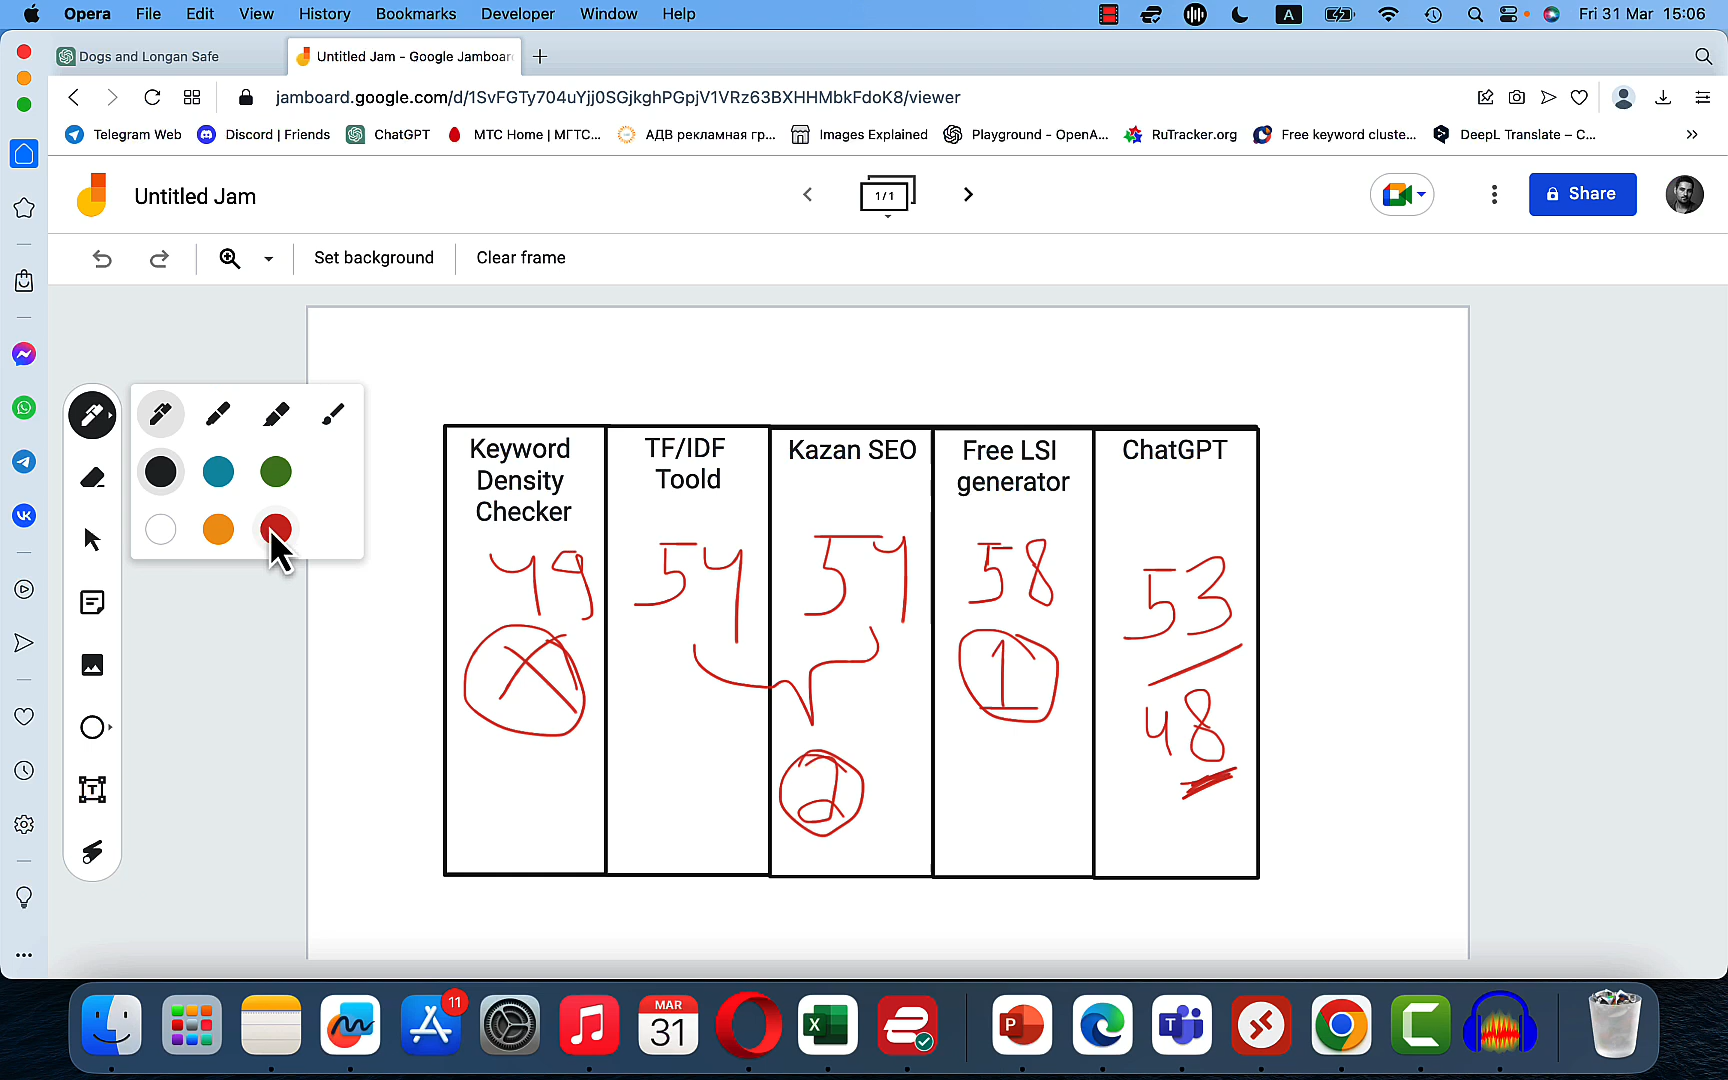 Opera File Edit View History Bookmarks Developer Window Help A Fri 31 Mar 15:06
Dogs and Longan Safe Untitled Jam - Google Jamboar
jamboard.google.com/d/1SvFGTy704uYjj0SGjkghPGpjV1VRz63BXHHMbkFdoK8/viewer
Telegram Web Discord | Friends ChatGPT МТС Home | МГТС... АДВ рекламная гр... Images Explained Playground - OpenA... RuTracker.org Free keyword cluste... DeepL Translate – C... »
Untitled Jam 1/1 Share
Set background Clear frame
Keyword
Density
Checker
49
X
TF/IDF
Toold
54
Kazan SEO
54
2
Free LSI
generator
58
1
ChatGPT
53
48
VK
T
11
MAR
31
X
P
T
C